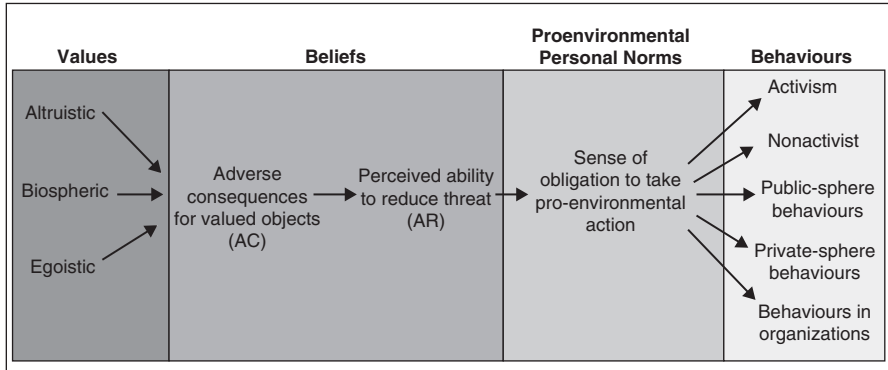 Values
Beliefs
Proenvironmental
Personal Norms
Behaviours
Altruistic
Biospheric
Egoistic
Adverse
consequences
for valued objects
(AC)
Perceived ability
to reduce threat
(AR)
Sense of
obligation to take
pro-environmental
action
Activism
Nonactivist
Public-sphere
behaviours
Private-sphere
behaviours
Behaviours in
organizations